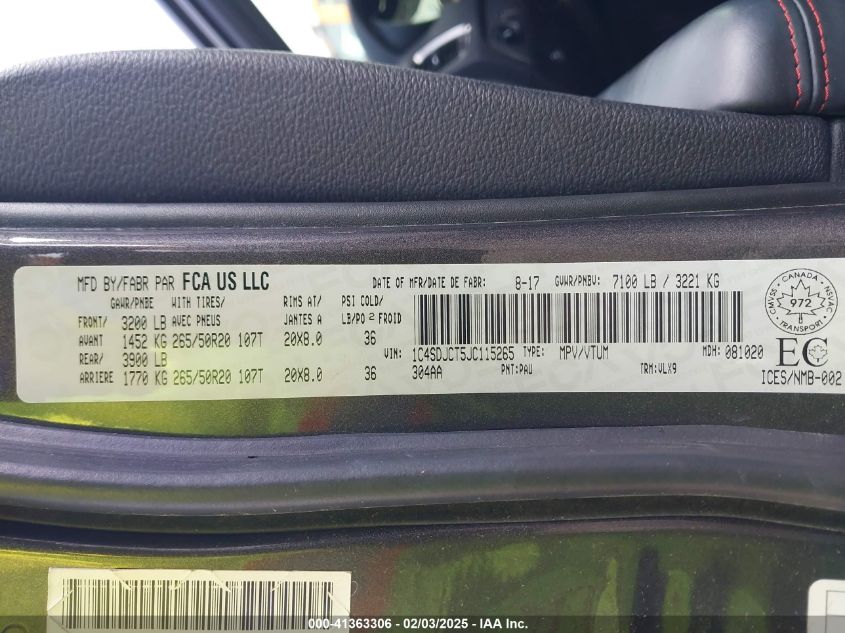 MFD BY/FABR PAR FCA US LLC DATE OF MFR/DATE DE FABR: 8-17 GVWR/PNBV: 7100 LB / 3221 KG
GAWR/PNBE WITH TIRES/ RIMS AT/ PSI COLD/
FRONT/ 3200 LB AVEC PNEUS JANTES A LB/PO 2 FROID
AVANT 1452 KG 265/50R20 107T 20X8.0 36
REAR/ 3900 LB
ARRIERE 1770 KG 265/50R20 107T 20X8.0 36
VIN: 1C4SDJCT5JC115265 TYPE: MPV/VTUM MDH: 081020
304AA PNT: PAU TRM: VLX9
CANADA
CMVSS 972 NSVAC
TRANSPORT
EC
ICES/NMB-002
000-41363306 - 02/03/2025 - IAA Inc.